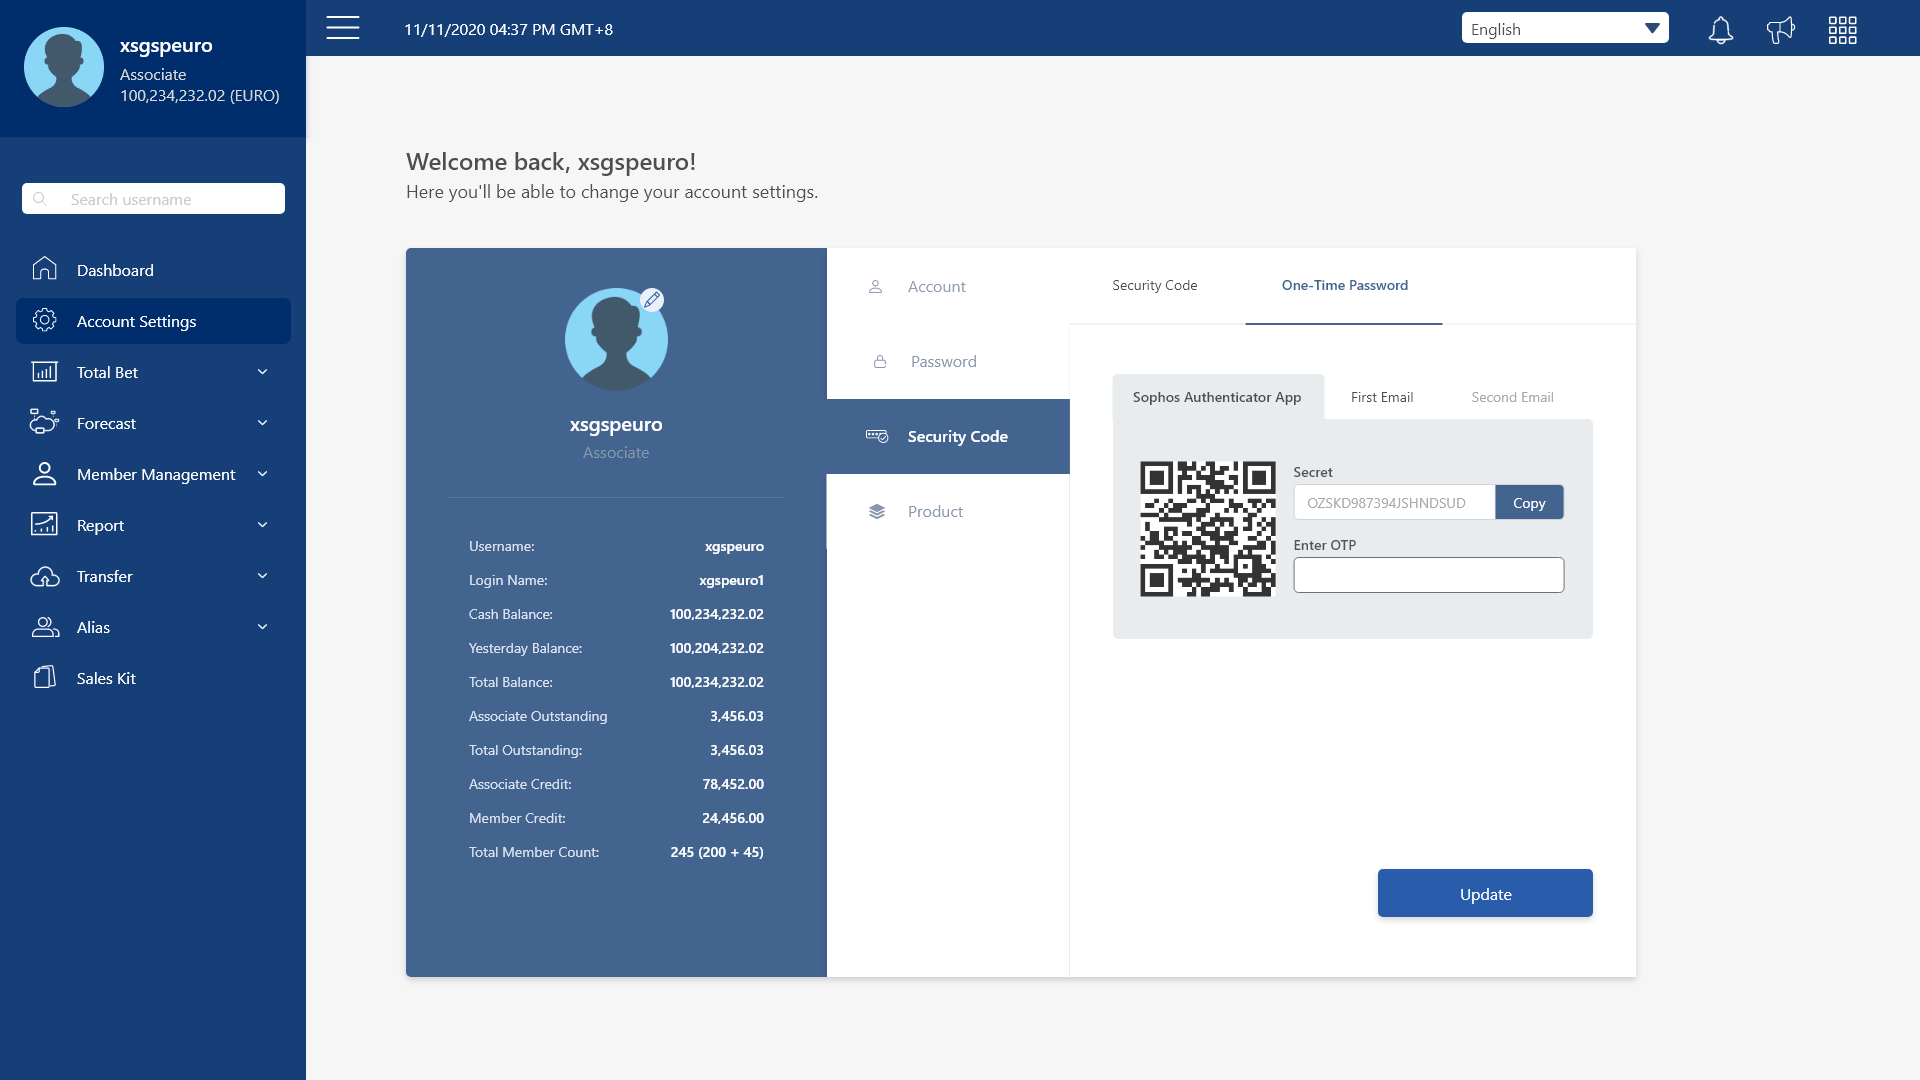 xsgspeuro
Associate
100,234,232.02 (EURO)
11/11/2020 04:37 PM GMT+8
English
Search username
Dashboard
Account Settings
Total Bet
Forecast
Member Management
Report
Transfer
Alias
Sales Kit
Welcome back, xsgspeuro!
Here you'll be able to change your account settings.
xsgspeuro
Associate
Username: xgspeuro
Login Name: xgspeuro1
Cash Balance: 100,234,232.02
Yesterday Balance: 100,204,232.02
Total Balance: 100,234,232.02
Associate Outstanding 3,456.03
Total Outstanding: 3,456.03
Associate Credit: 78,452.00
Member Credit: 24,456.00
Total Member Count: 245 (200 + 45)
Account
Password
Security Code
Product
Security Code One-Time Password
Sophos Authenticator App First Email Second Email
Secret
OZSKD987394JSHNDSUD Copy
Enter OTP
Update